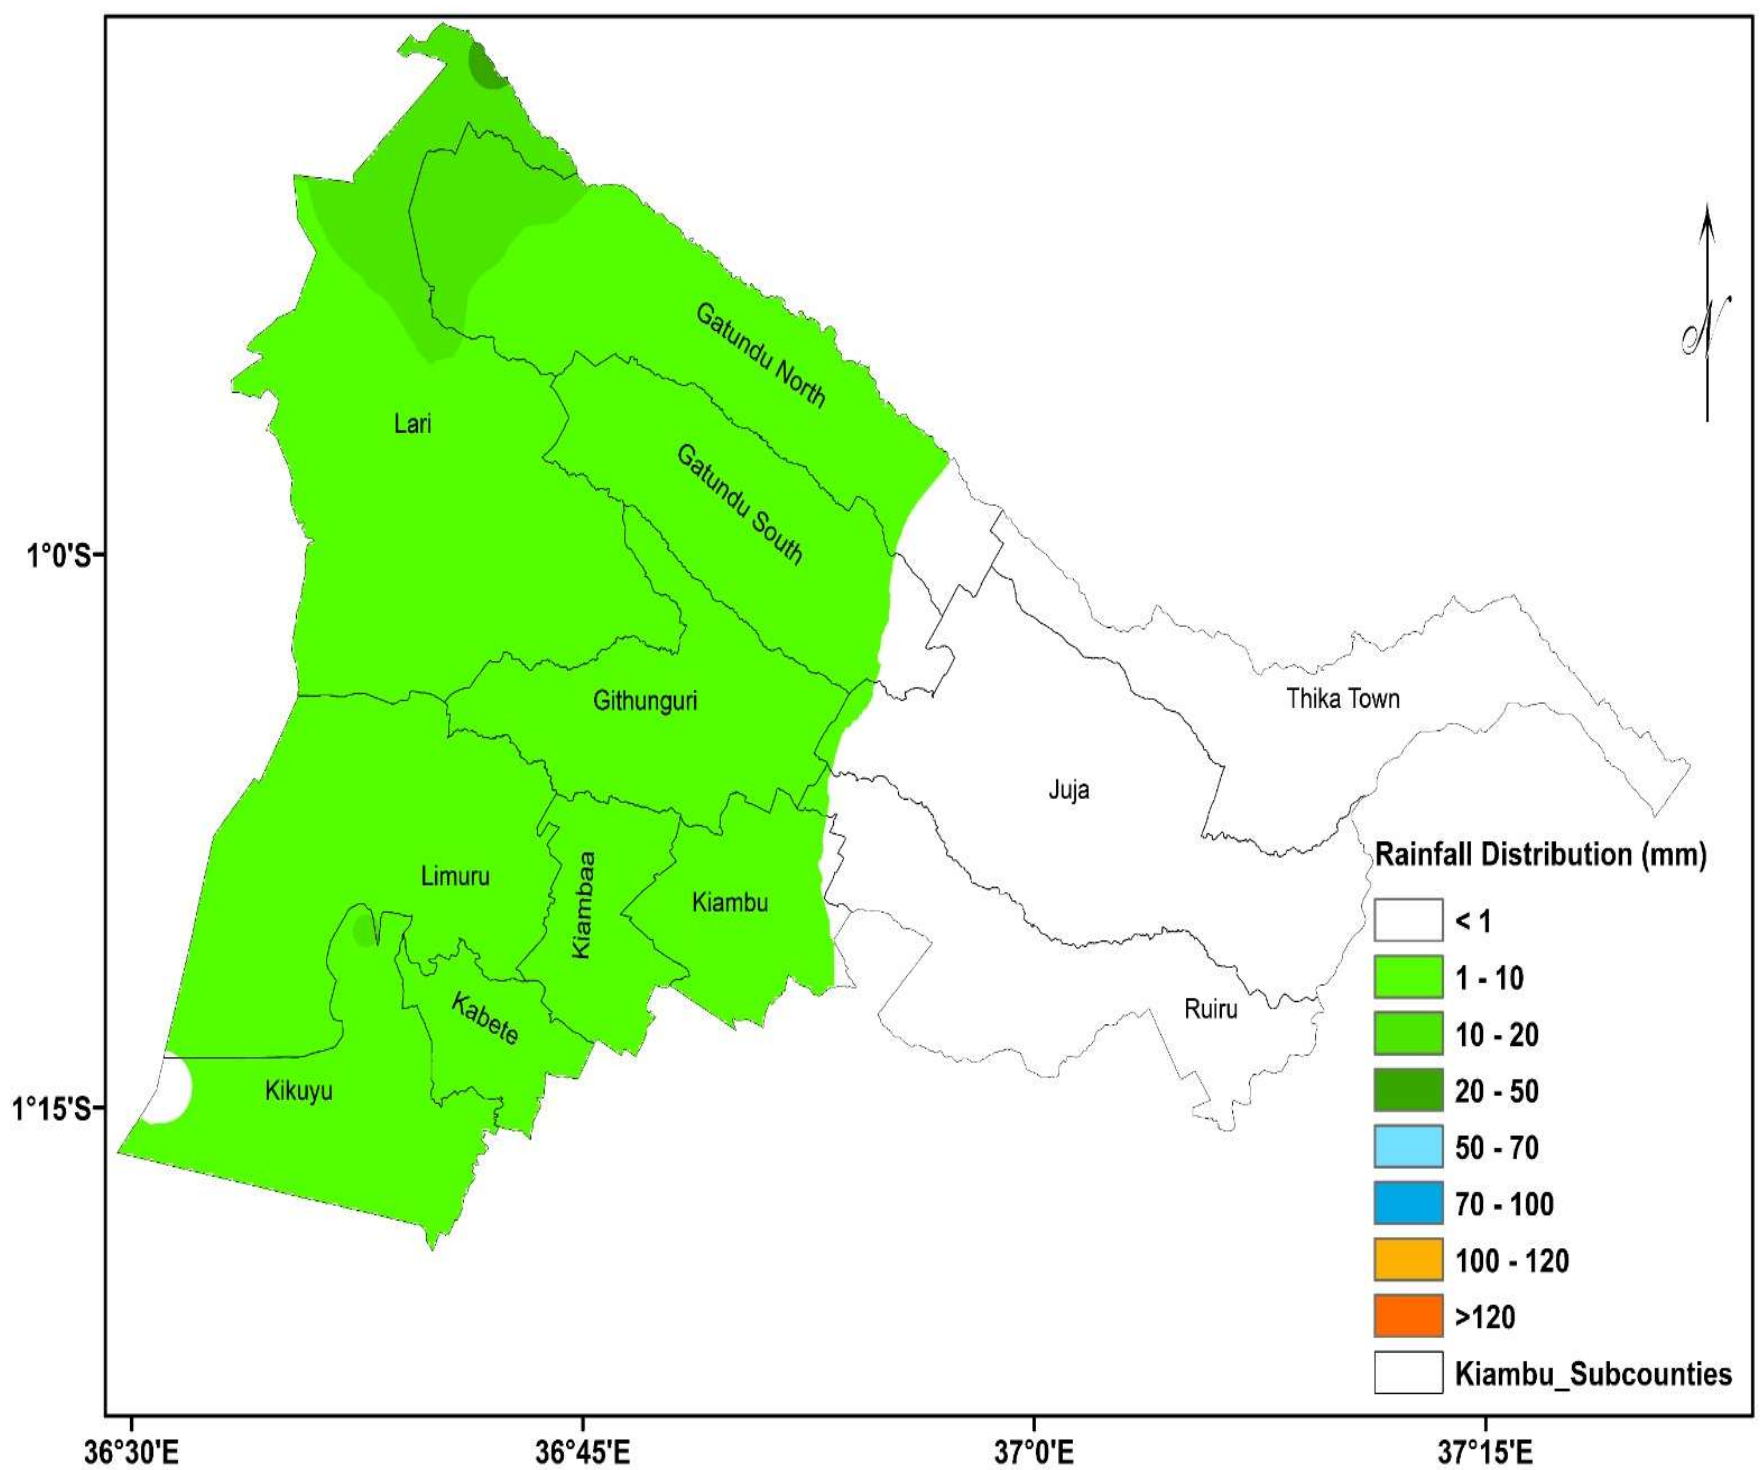 N
Gatundu North
Lari
Gatundu South
1°0'S
Githunguri
Thika Town
Juja
Limuru
Kiambaa
Kiambu
Kabete
Ruiru
Kikuyu
1°15'S
Rainfall Distribution (mm)
< 1
1 - 10
10 - 20
20 - 50
50 - 70
70 - 100
100 - 120
>120
Kiambu_Subcounties
36°30'E
36°45'E
37°0'E
37°15'E